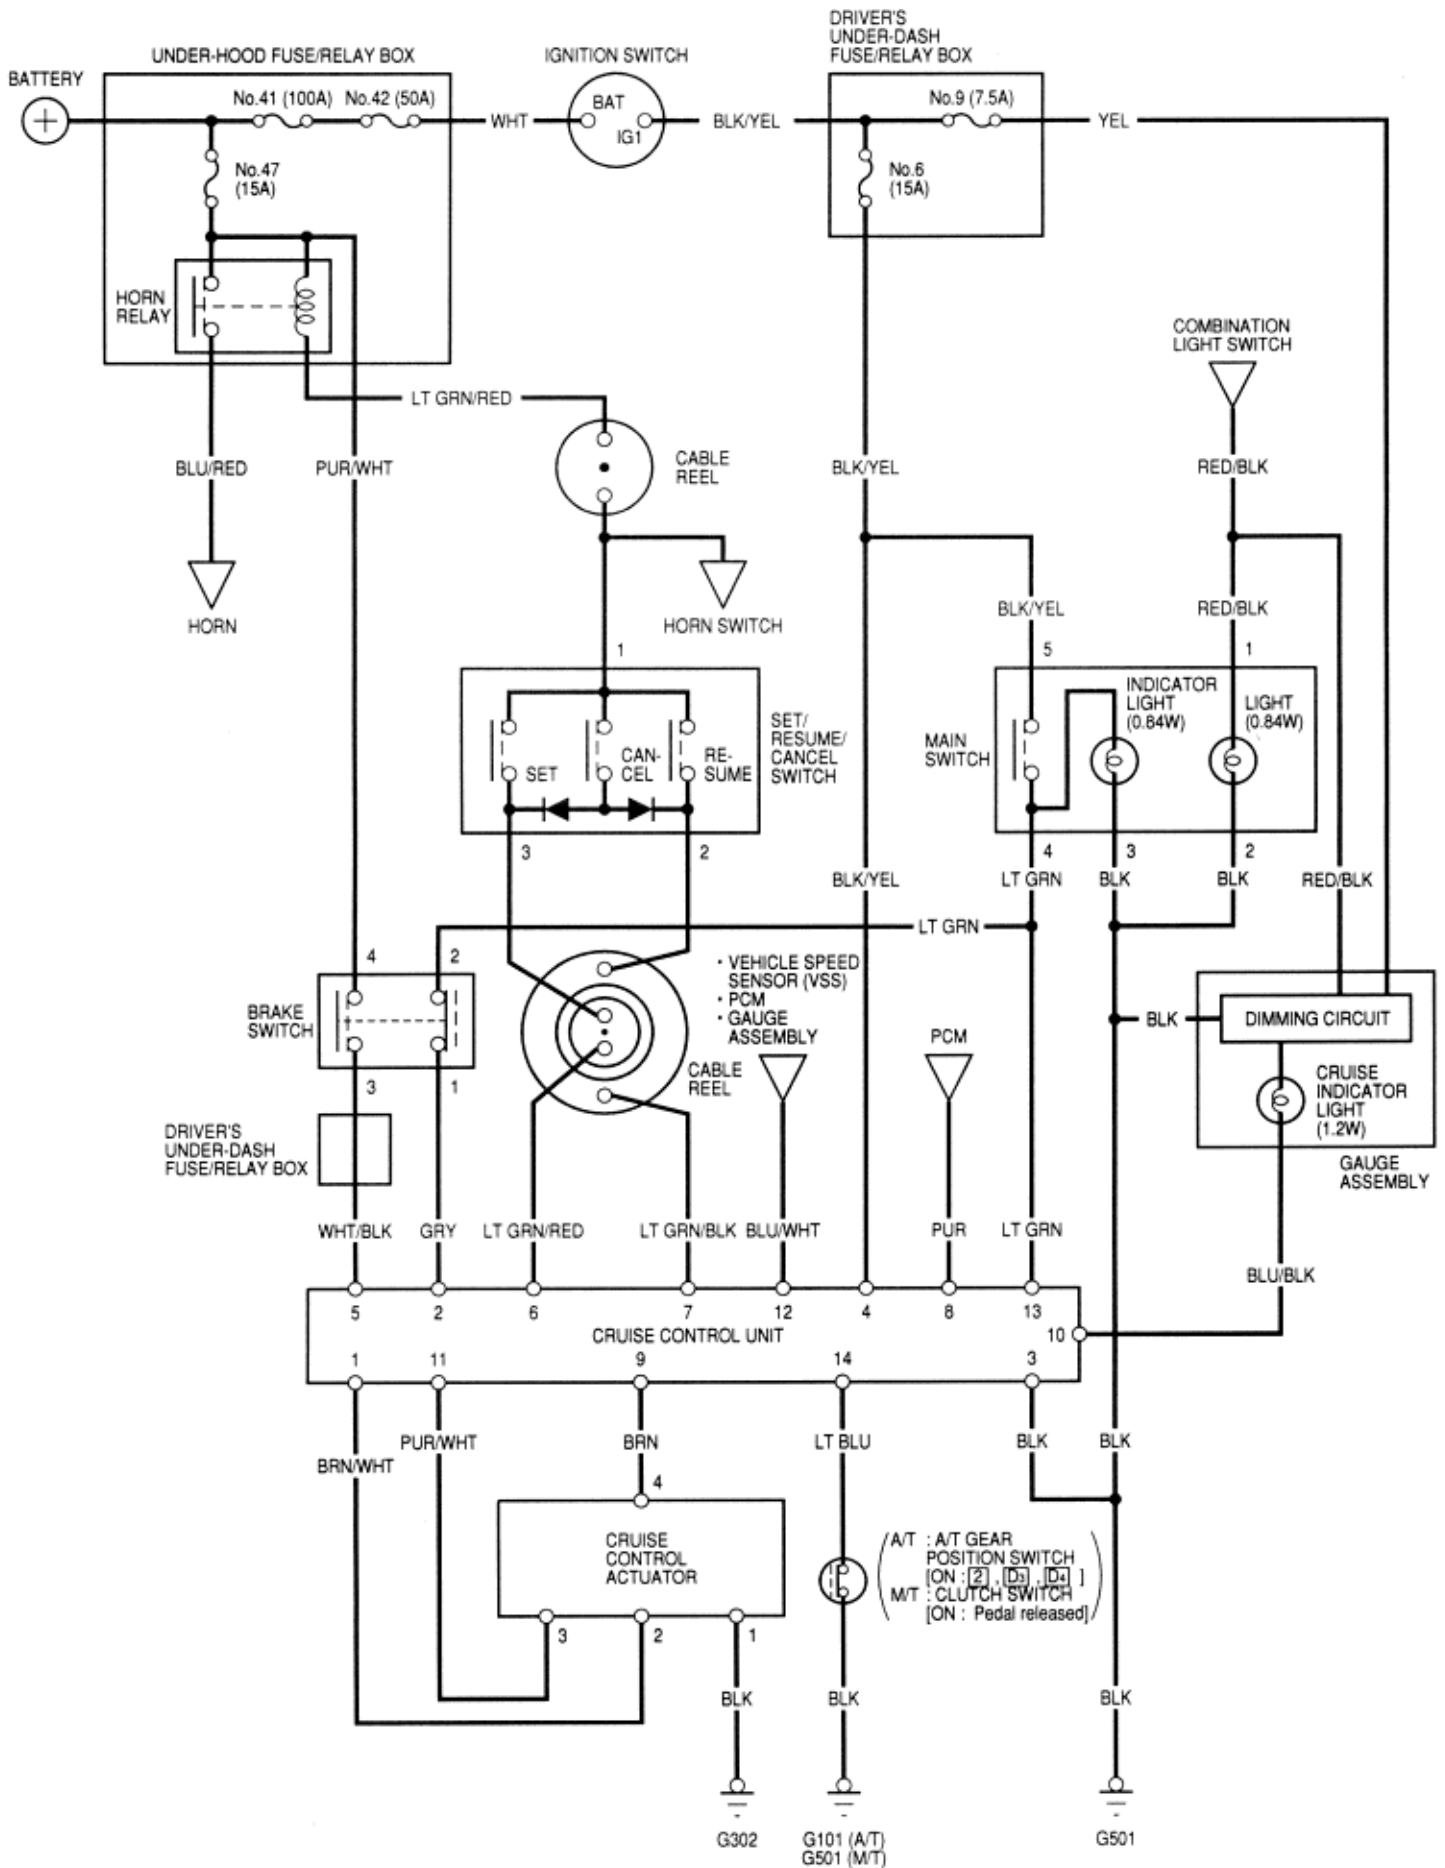 DRIVER'S
UNDER-DASH
FUSE/RELAY BOX
UNDER-HOOD FUSE/RELAY BOX
IGNITION SWITCH
BATTERY
No.41 (100A)
No.42 (50A)
BAT
IG1
No.9 (7.5A)
WHT
BLK/YEL
YEL
No.47
(15A)
No.6
(15A)
HORN
RELAY
COMBINATION
LIGHT SWITCH
LT GRN/RED
CABLE
REEL
BLU/RED
PUR/WHT
BLK/YEL
RED/BLK
HORN
HORN SWITCH
BLK/YEL
RED/BLK
1
5
1
SET
CAN-
CEL
RE-
SUME
SET/
RESUME/
CANCEL
SWITCH
MAIN
SWITCH
INDICATOR
LIGHT
(0.84W)
LIGHT
(0.84W)
3
2
4
3
2
BLK/YEL
LT GRN
BLK
BLK
RED/BLK
LT GRN
4
2
BRAKE
SWITCH
3
1
• VEHICLE SPEED
SENSOR (VSS)
• PCM
• GAUGE
ASSEMBLY
PCM
CABLE
REEL
BLK
DIMMING CIRCUIT
CRUISE
INDICATOR
LIGHT
(1.2W)
GAUGE
ASSEMBLY
DRIVER'S
UNDER-DASH
FUSE/RELAY BOX
WHT/BLK
GRY
LT GRN/RED
LT GRN/BLK
BLU/WHT
PUR
LT GRN
BLU/BLK
5
2
6
7
12
4
8
13
CRUISE CONTROL UNIT
10
1
11
9
14
3
PUR/WHT
BRN
LT BLU
BLK
BLK
BRN/WHT
4
CRUISE
CONTROL
ACTUATOR
3
2
1
A/T : A/T GEAR
POSITION SWITCH
[ON : 2 , D3 , D4 ]
M/T : CLUTCH SWITCH
[ON : Pedal released]
BLK
BLK
BLK
G302
G101 (A/T)
G501 (M/T)
G501